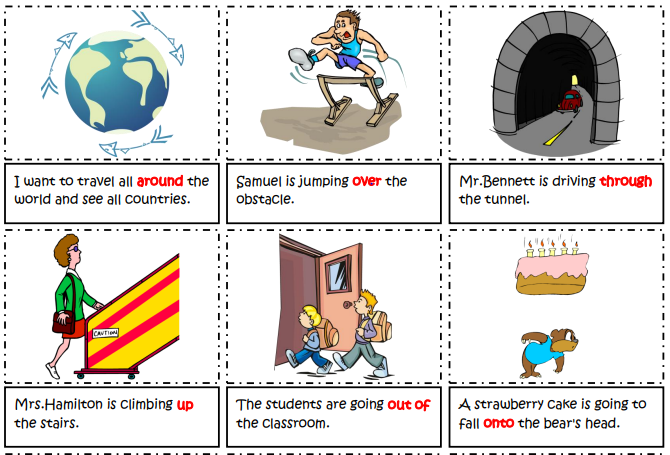 I want to travel all around the
world and see all countries.
Samuel is jumping over the
obstacle.
Mr.Bennett is driving through
the tunnel.
CAUTION
Mrs.Hamilton is climbing up
the stairs.
The students are going out of
the classroom.
A strawberry cake is going to
fall onto the bear's head.